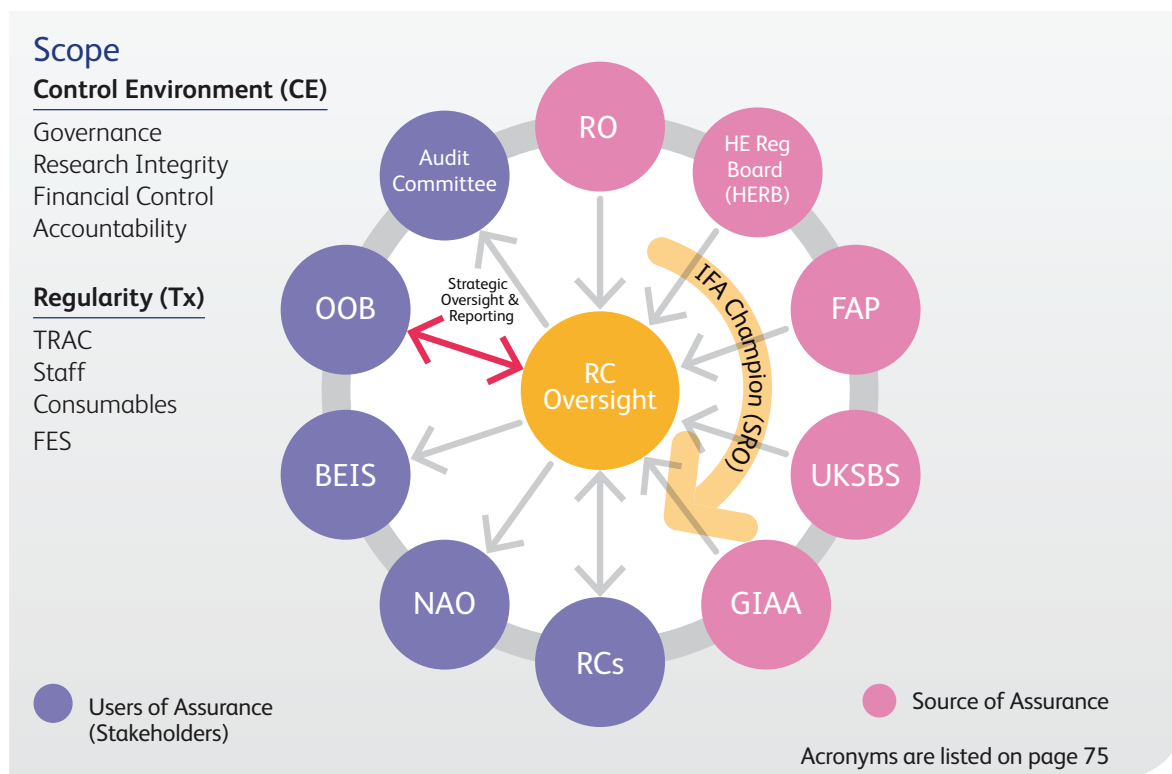 Scope
Control Environment (CE)
Governance
Research Integrity
Financial Control
Accountability
Regularity (Tx)
TRAC
Staff
Consumables
FES
RO
HE Reg
Board
(HERB)
FAP
UKSBS
GIAA
RCs
NAO
BEIS
OOB
Audit
Committee
Strategic
Oversight &
Reporting
RC
Oversight
IFA Champion (SRO)
Users of Assurance
(Stakeholders)
Source of Assurance
Acronyms are listed on page 75